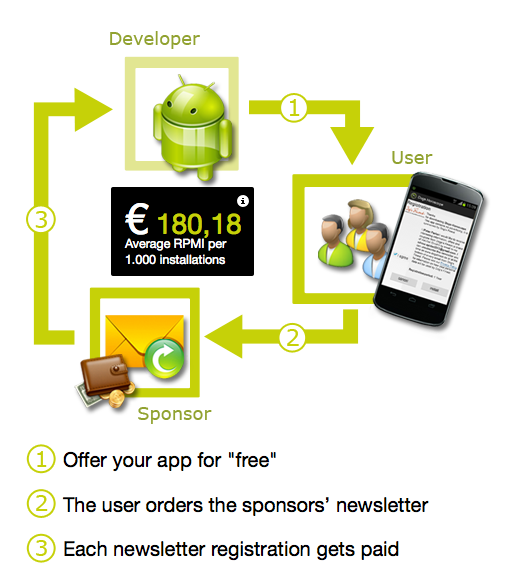 Developer
1
User
3
€ 180,18
Average RPMI per
1.000 installations
2
Sponsor
1 Offer your app for "free"
2 The user orders the sponsors’ newsletter
3 Each newsletter registration gets paid